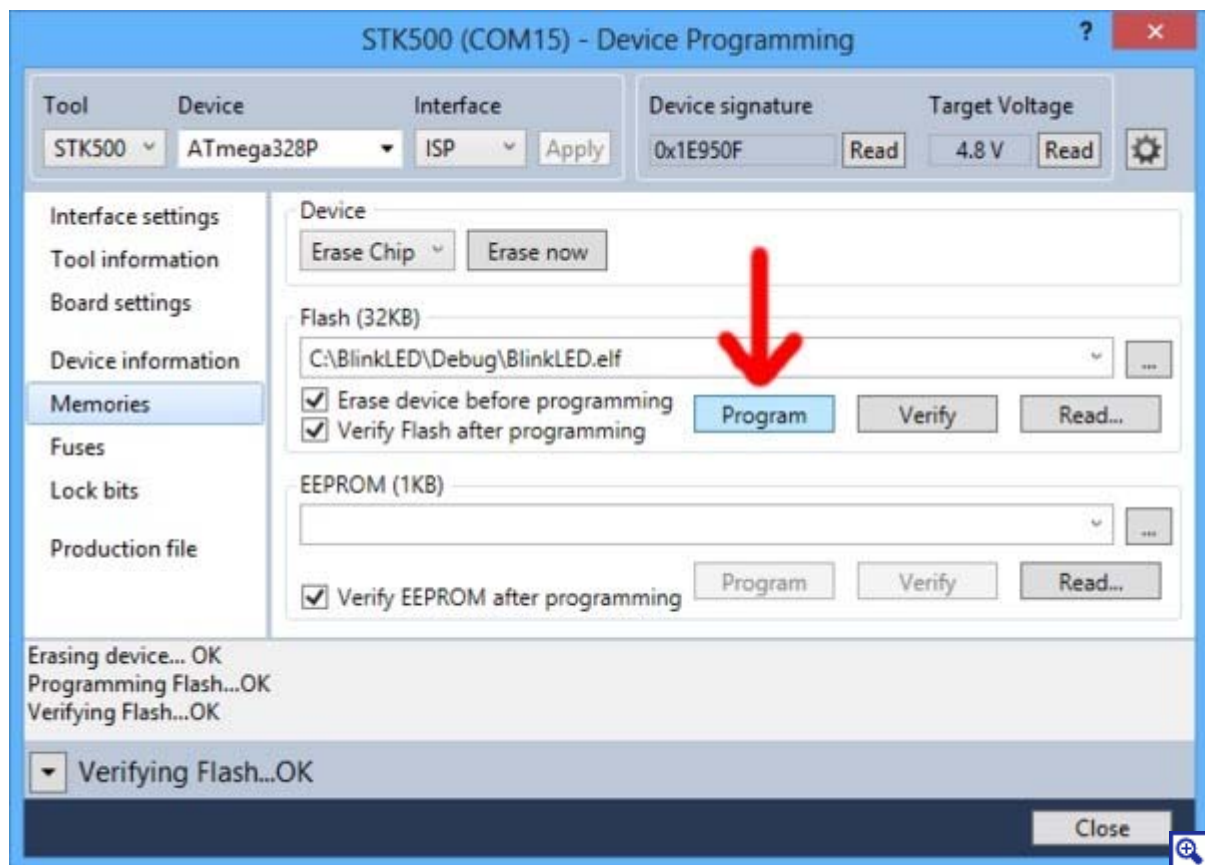 STK500 (COM15) - Device Programming ?
Tool Device Interface Device signature Target Voltage
STK500 ATmega328P ISP Apply 0x1E950F Read 4.8 V Read
Interface settings
Tool information
Board settings
Device information
Memories
Fuses
Lock bits
Production file
Device
Erase Chip Erase now
Flash (32KB)
C:\BlinkLED\Debug\BlinkLED.elf ...
Erase device before programming
Verify Flash after programming
Program Verify Read...
EEPROM (1KB)
...
Verify EEPROM after programming Program Verify Read...
Erasing device... OK
Programming Flash...OK
Verifying Flash...OK
Verifying Flash...OK
Close